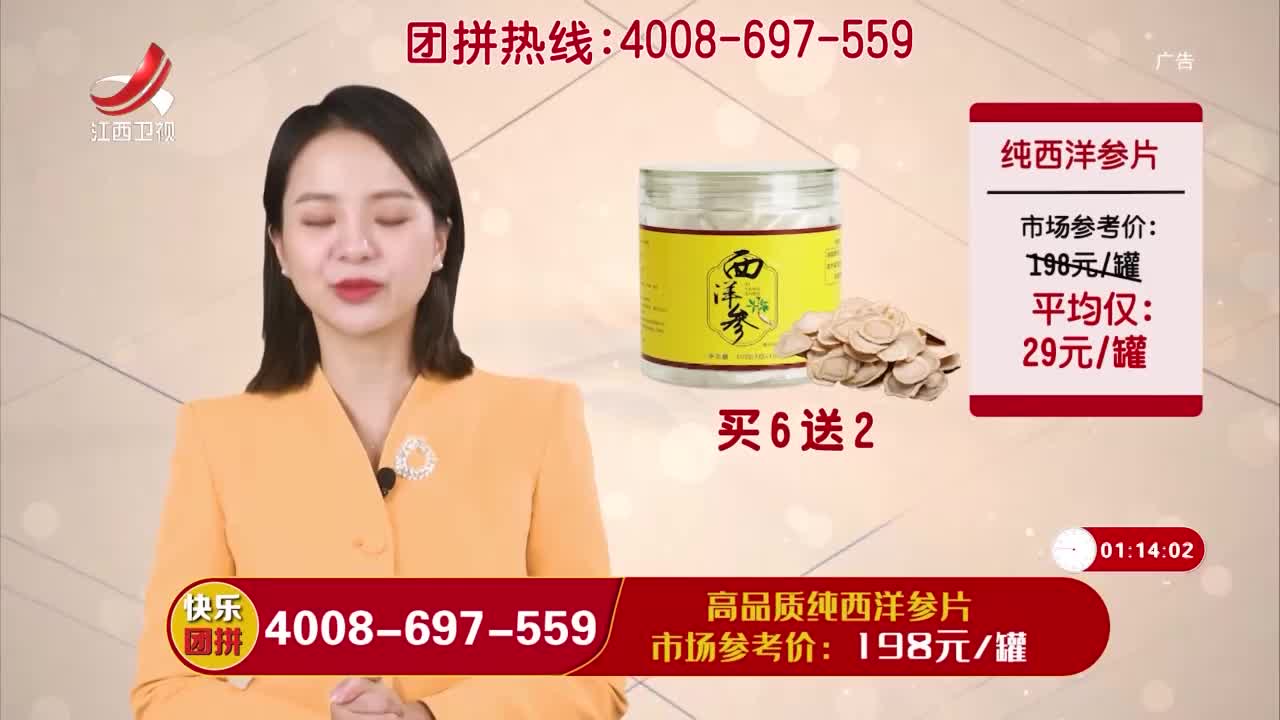 团拼热线:4008-697-559
广告
江西卫视
纯西洋参片
市场参考价:
198元/罐
平均仅:
29元/罐
西洋参
买6送2
01:14:02
快乐
团拼
4008-697-559
高品质纯西洋参片
市场参考价: 198元/罐